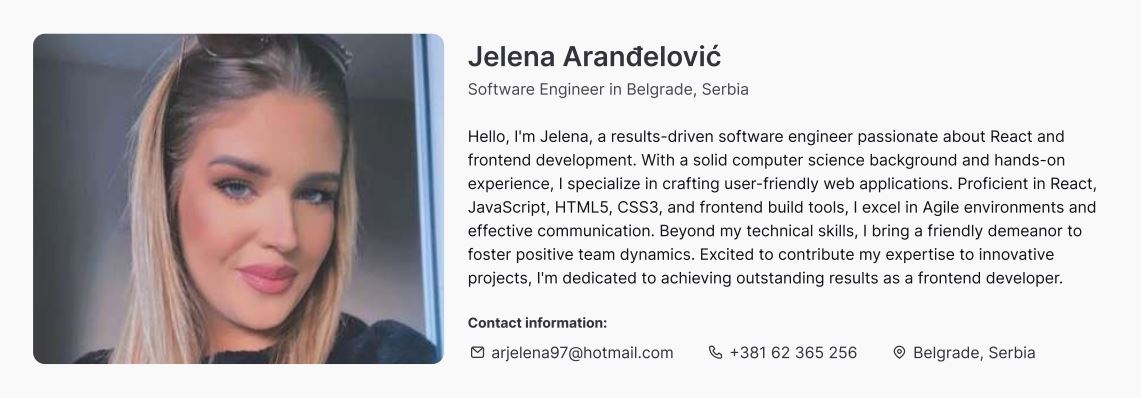 Jelena Aranđelović
Software Engineer in Belgrade, Serbia
Hello, I'm Jelena, a results-driven software engineer passionate about React and
frontend development. With a solid computer science background and hands-on
experience, I specialize in crafting user-friendly web applications. Proficient in React,
JavaScript, HTML5, CSS3, and frontend build tools, I excel in Agile environments and
effective communication. Beyond my technical skills, I bring a friendly demeanor to
foster positive team dynamics. Excited to contribute my expertise to innovative
projects, I'm dedicated to achieving outstanding results as a frontend developer.
Contact information:
arjelena97@hotmail.com +381 62 365 256 Belgrade, Serbia